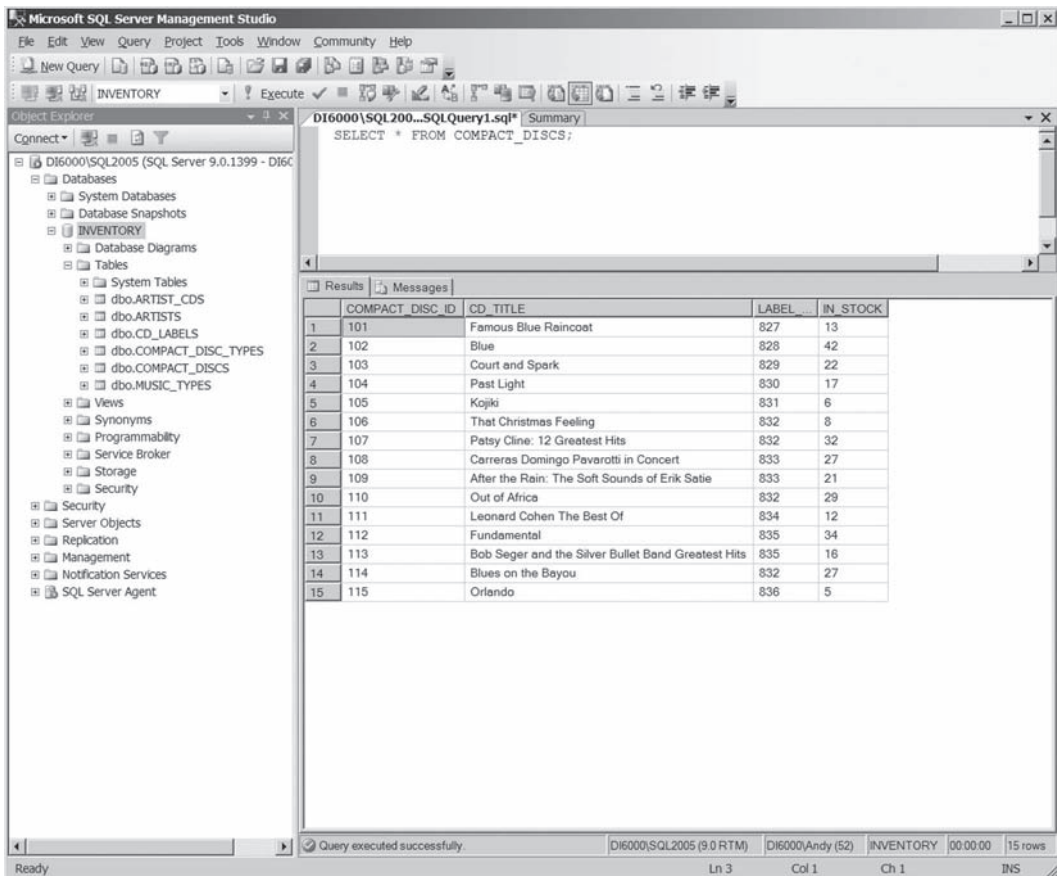 Microsoft SQL Server Management Studio
File Edit View Query Project Tools Window Community Help
New Query
INVENTORY Execute
Object Explorer
Connect
DI6000\SQL2005 (SQL Server 9.0.1399 - DI60
Databases
System Databases
Database Snapshots
INVENTORY
Database Diagrams
Tables
System Tables
dbo.ARTIST_CDS
dbo.ARTISTS
dbo.CD_LABELS
dbo.COMPACT_DISC_TYPES
dbo.COMPACT_DISCS
dbo.MUSIC_TYPES
Views
Synonyms
Programmability
Service Broker
Storage
Security
Security
Server Objects
Replication
Management
Notification Services
SQL Server Agent
DI6000\SQL200...SQLQuery1.sql* Summary
SELECT * FROM COMPACT_DISCS;
Results Messages
COMPACT_DISC_ID CD_TITLE LABEL_... IN_STOCK
1 101 Famous Blue Raincoat 827 13
2 102 Blue 828 42
3 103 Court and Spark 829 22
4 104 Past Light 830 17
5 105 Kojiki 831 6
6 106 That Christmas Feeling 832 8
7 107 Patsy Cline: 12 Greatest Hits 832 32
8 108 Carreras Domingo Pavarotti in Concert 833 27
9 109 After the Rain: The Soft Sounds of Erik Satie 833 21
10 110 Out of Africa 832 29
11 111 Leonard Cohen The Best Of 834 12
12 112 Fundamental 835 34
13 113 Bob Seger and the Silver Bullet Band Greatest Hits 835 16
14 114 Blues on the Bayou 832 27
15 115 Orlando 836 5
Query executed successfully. DI6000\SQL2005 (9.0 RTM) DI6000\Andy (52) INVENTORY 00:00:00 15 rows
Ready Ln 3 Col 1 Ch 1 INS